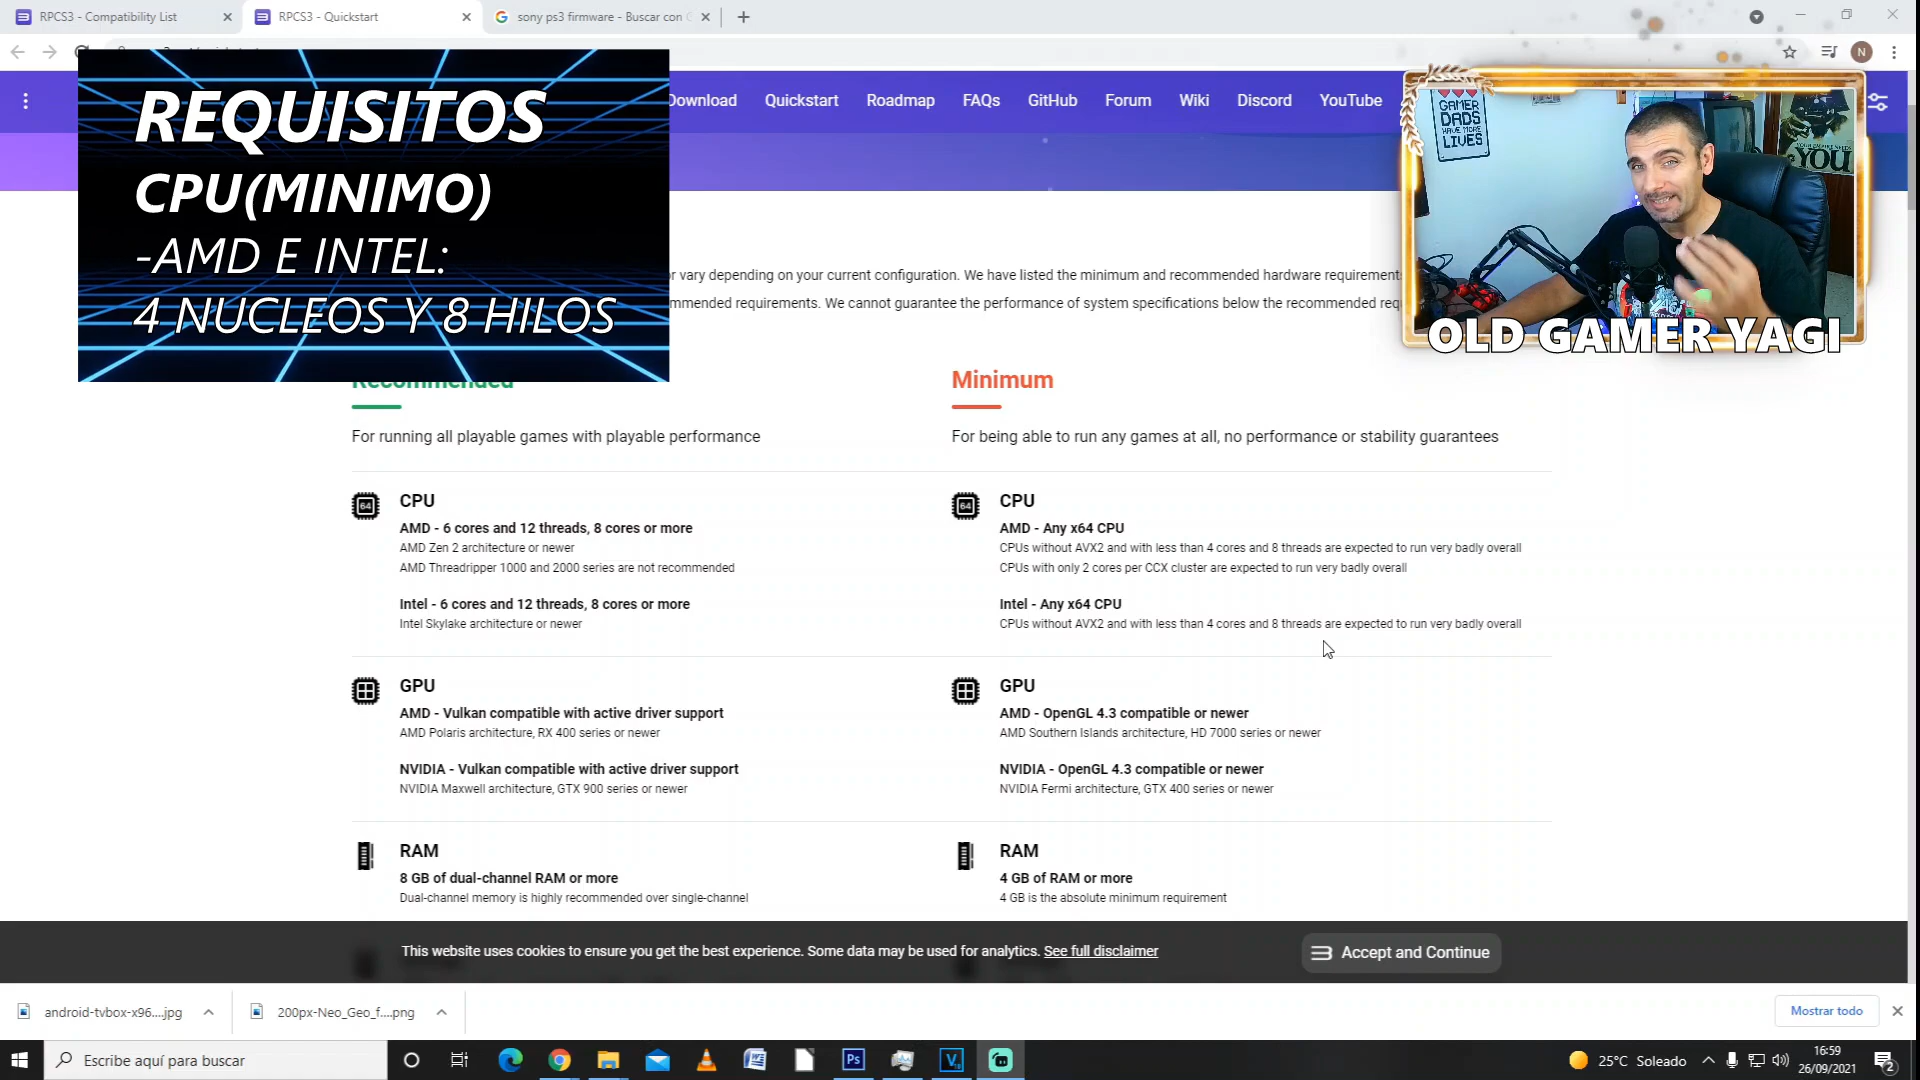 RPCS3 - Compatibility List
RPCS3 - Quickstart
sony ps3 firmware - Buscar con
N
Download Quickstart Roadmap FAQs GitHub Forum Wiki Discord YouTube
REQUISITOS
CPU(MINIMO)
-AMD E INTEL:
4 NUCLEOS Y 8 HILOS
GAMER
DADS
HAVE MORE
LIVES
YOU
OLD GAMER YAGI
r vary depending on your current configuration. We have listed the minimum and recommended hardware requirements
mmended requirements. We cannot guarantee the performance of system specifications below the recommended req
Recommended
For running all playable games with playable performance
CPU
AMD - 6 cores and 12 threads, 8 cores or more
AMD Zen 2 architecture or newer
AMD Threadripper 1000 and 2000 series are not recommended
Intel - 6 cores and 12 threads, 8 cores or more
Intel Skylake architecture or newer
GPU
AMD - Vulkan compatible with active driver support
AMD Polaris architecture, RX 400 series or newer
NVIDIA - Vulkan compatible with active driver support
NVIDIA Maxwell architecture, GTX 900 series or newer
RAM
8 GB of dual-channel RAM or more
Dual-channel memory is highly recommended over single-channel
Minimum
For being able to run any games at all, no performance or stability guarantees
CPU
AMD - Any x64 CPU
CPUs without AVX2 and with less than 4 cores and 8 threads are expected to run very badly overall
CPUs with only 2 cores per CCX cluster are expected to run very badly overall
Intel - Any x64 CPU
CPUs without AVX2 and with less than 4 cores and 8 threads are expected to run very badly overall
GPU
AMD - OpenGL 4.3 compatible or newer
AMD Southern Islands architecture, HD 7000 series or newer
NVIDIA - OpenGL 4.3 compatible or newer
NVIDIA Fermi architecture, GTX 400 series or newer
RAM
4 GB of RAM or more
4 GB is the absolute minimum requirement
This website uses cookies to ensure you get the best experience. Some data may be used for analytics. See full disclaimer
Accept and Continue
android-tvbox-x96....jpg
200px-Neo_Geo_f....png
Mostrar todo
Escribe aquí para buscar
Ps
25°C Soleado
16:59
26/09/2021
2